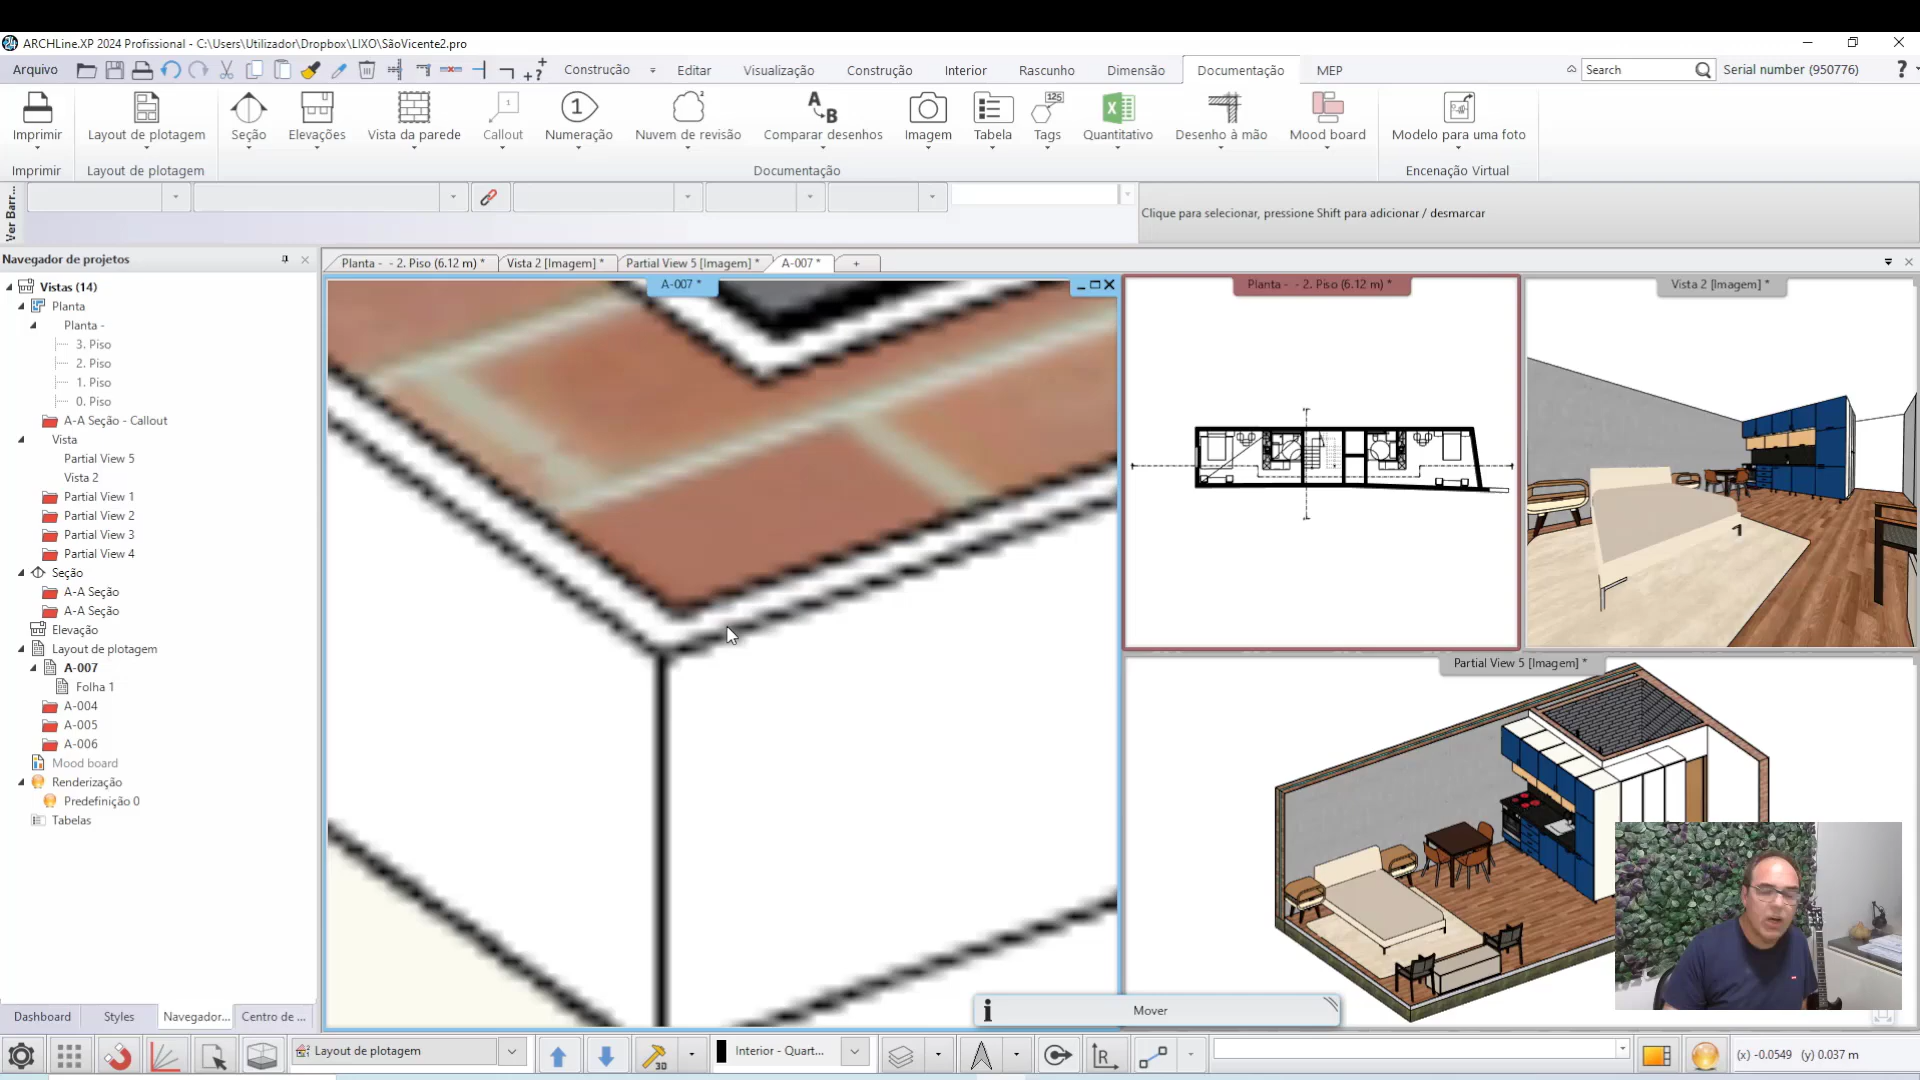 ARCHLine.XP 2024 Profissional - C:\Users\Utilizador\Dropbox\LIXO\SãoVicente2.pro
Arquivo
Construção
Editar
Visualização
Construção
Interior
Rascunho
Dimensão
Documentação
MEP
Search
Serial number (950776)
Imprimir
Layout de plotagem
Seção
Elevações
Vista da parede
Callout
Numeração
Nuvem de revisão
Comparar desenhos
Imagem
Tabela
Tags
Quantitativo
Desenho à mão
Mood board
Modelo para uma foto
Imprimir
Layout de plotagem
Documentação
Encenação Virtual
Ver Barr...
Clique para selecionar, pressione Shift para adicionar / desmarcar
Navegador de projetos
Planta - - 2. Piso (6.12 m) *
Vista 2 [Imagem] *
Partial View 5 [Imagem] *
A-007 *
+
A-007 *
Planta - - 2. Piso (6.12 m) *
Vista 2 [Imagem] *
Partial View 5 [Imagem] *
Vistas (14)
Planta
Planta -
3. Piso
2. Piso
1. Piso
0. Piso
A-A Seção - Callout
Vista
Partial View 5
Vista 2
Partial View 1
Partial View 2
Partial View 3
Partial View 4
Seção
A-A Seção
A-A Seção
Elevação
Layout de plotagem
A-007
Folha 1
A-004
A-005
A-006
Mood board
Renderização
Predefinição 0
Tabelas
Mover
Dashboard
Styles
Navegador...
Centro de ...
Layout de plotagem
Interior - Quart...
(x) -0.0549 (y) 0.037 m